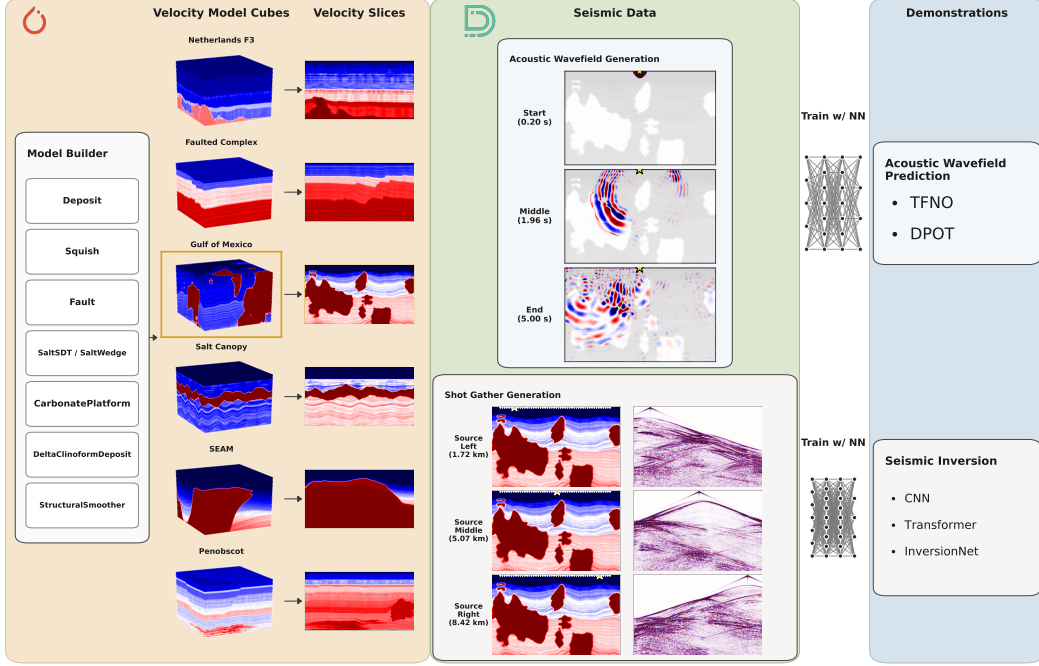 Velocity Model Cubes
Velocity Slices
Seismic Data
Demonstrations
Netherlands F3
Faulted Complex
Gulf of Mexico
Salt Canopy
SEAM
Penobscot
Model Builder
Deposit
Squish
Fault
SaltSDT / SaltWedge
CarbonatePlatform
DeltaClinoformDeposit
StructuralSmoother
Acoustic Wavefield Generation
Start
(0.20 s)
Middle
(1.96 s)
End
(5.00 s)
Shot Gather Generation
Source
Left
(1.72 km)
Source
Middle
(5.07 km)
Source
Right
(8.42 km)
Train w/ NN
Acoustic Wavefield
Prediction
• TFNO
• DPOT
Train w/ NN
Seismic Inversion
• CNN
• Transformer
• InversionNet